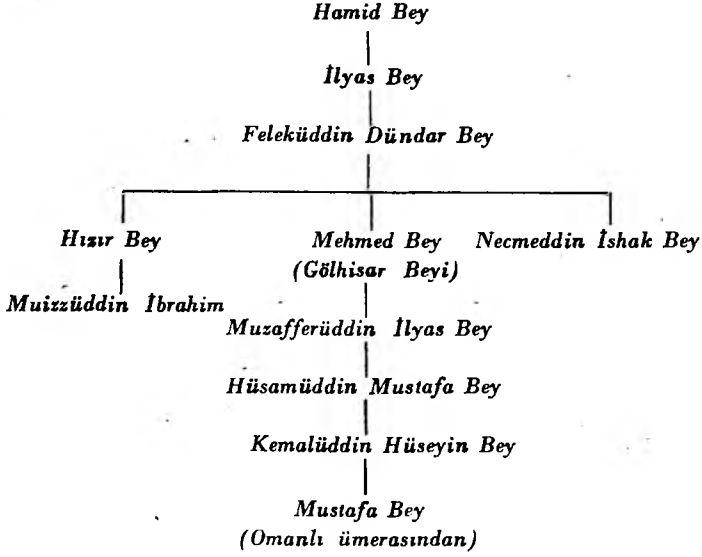 Hamid Bey
İlyas Bey
Feleküddin Dündar Bey
Hızır Bey Mehmed Bey Necmeddin İshak Bey
(Gölhisar Beyi)
Muizzüddin İbrahim
Muzafferüddin İlyas Bey
Hüsamüddin Mustafa Bey
Kemalüddin Hüseyin Bey
Mustafa Bey
(Omanlı ümerasından)